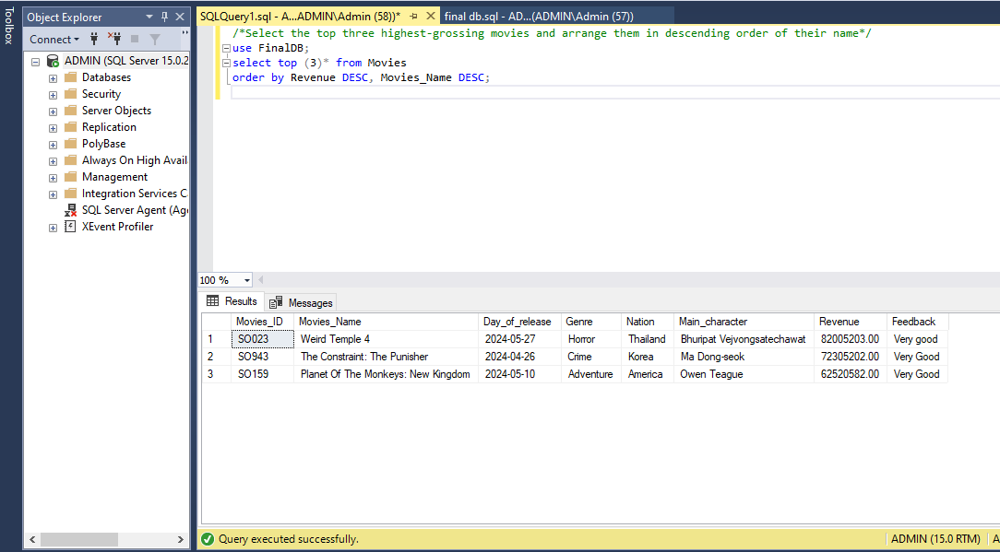 Toolbox
Object Explorer
Connect
ADMIN (SQL Server 15.0.2
Databases
Security
Server Objects
Replication
PolyBase
Always On High Avail
Management
Integration Services C
SQL Server Agent (Age
XEvent Profiler
SQLQuery1.sql - A...ADMIN\Admin (58))* final db.sql - AD...(ADMIN\Admin (57))
/*Select the top three highest-grossing movies and arrange them in descending order of their name*/
use FinalDB;
select top (3)* from Movies
order by Revenue DESC, Movies_Name DESC;
100 %
Results Messages
Movies_ID Movies_Name Day_of_release Genre Nation Main_character Revenue Feedback
1 SO023 Weird Temple 4 2024-05-27 Horror Thailand Bhuripat Vejvongsatechawat 82005203.00 Very good
2 SO943 The Constraint: The Punisher 2024-04-26 Crime Korea Ma Dong-seok 72305202.00 Very Good
3 SO159 Planet Of The Monkeys: New Kingdom 2024-05-10 Adventure America Owen Teague 62520582.00 Very Good
Query executed successfully. ADMIN (15.0 RTM) A